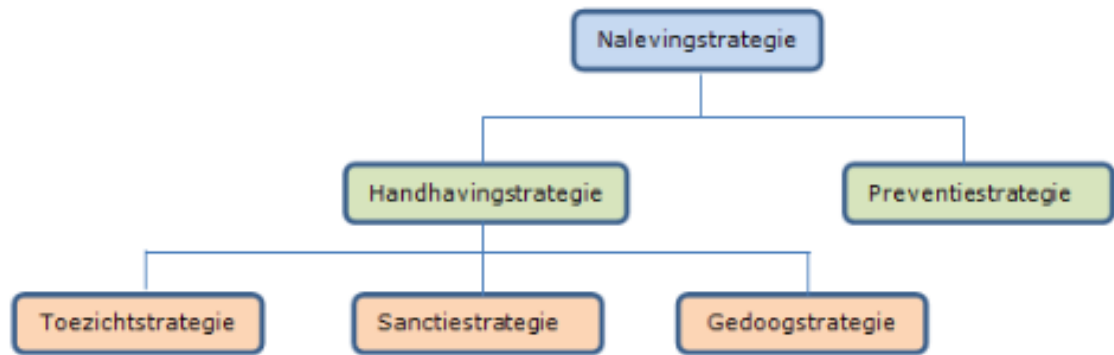 Nalevingstrategie
Handhavingstrategie
Preventiestrategie
Toezichtstrategie
Sanctiestrategie
Gedoogstrategie